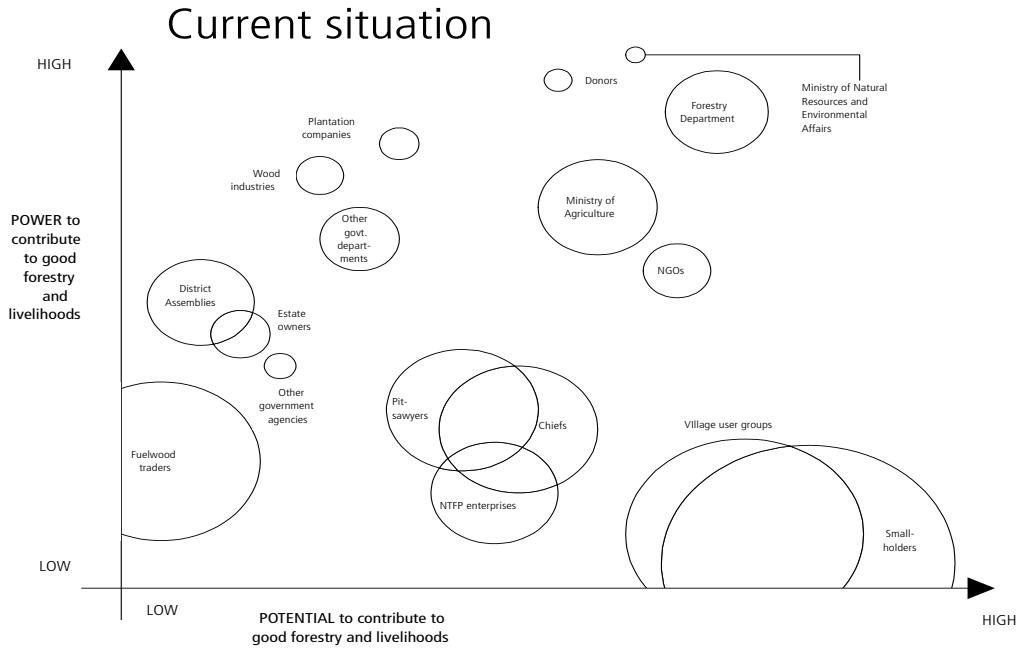 Current situation
HIGH
Donors
Ministry of Natural
Resources and
Environmental
Affairs
Forestry
Department
Plantation
companies
Wood
industries
Ministry of
Agriculture
Other
govt.
depart-
ments
POWER to
contribute
to good
forestry
and
livelihoods
NGOs
District
Assemblies
Estate
owners
Other
government
agencies
Pit-
sawyers
Chiefs
VIllage user groups
Fuelwood
traders
NTFP enterprises
Small-
holders
LOW
LOW
POTENTIAL to contribute to
good forestry and livelihoods
HIGH